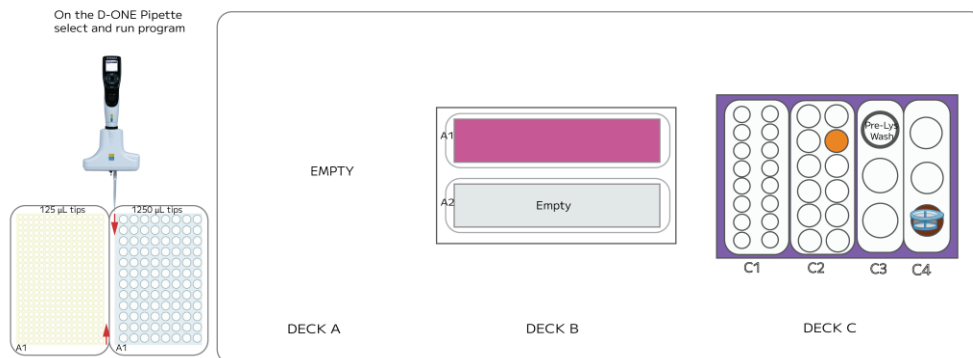 On the D-ONE Pipette
select and run program
125 µL tips
1250 µL tips
A1
A1
EMPTY
A1
A2
Empty
Pre-Lys
Wash
C1
C2
C3
C4
DECK A
DECK B
DECK C